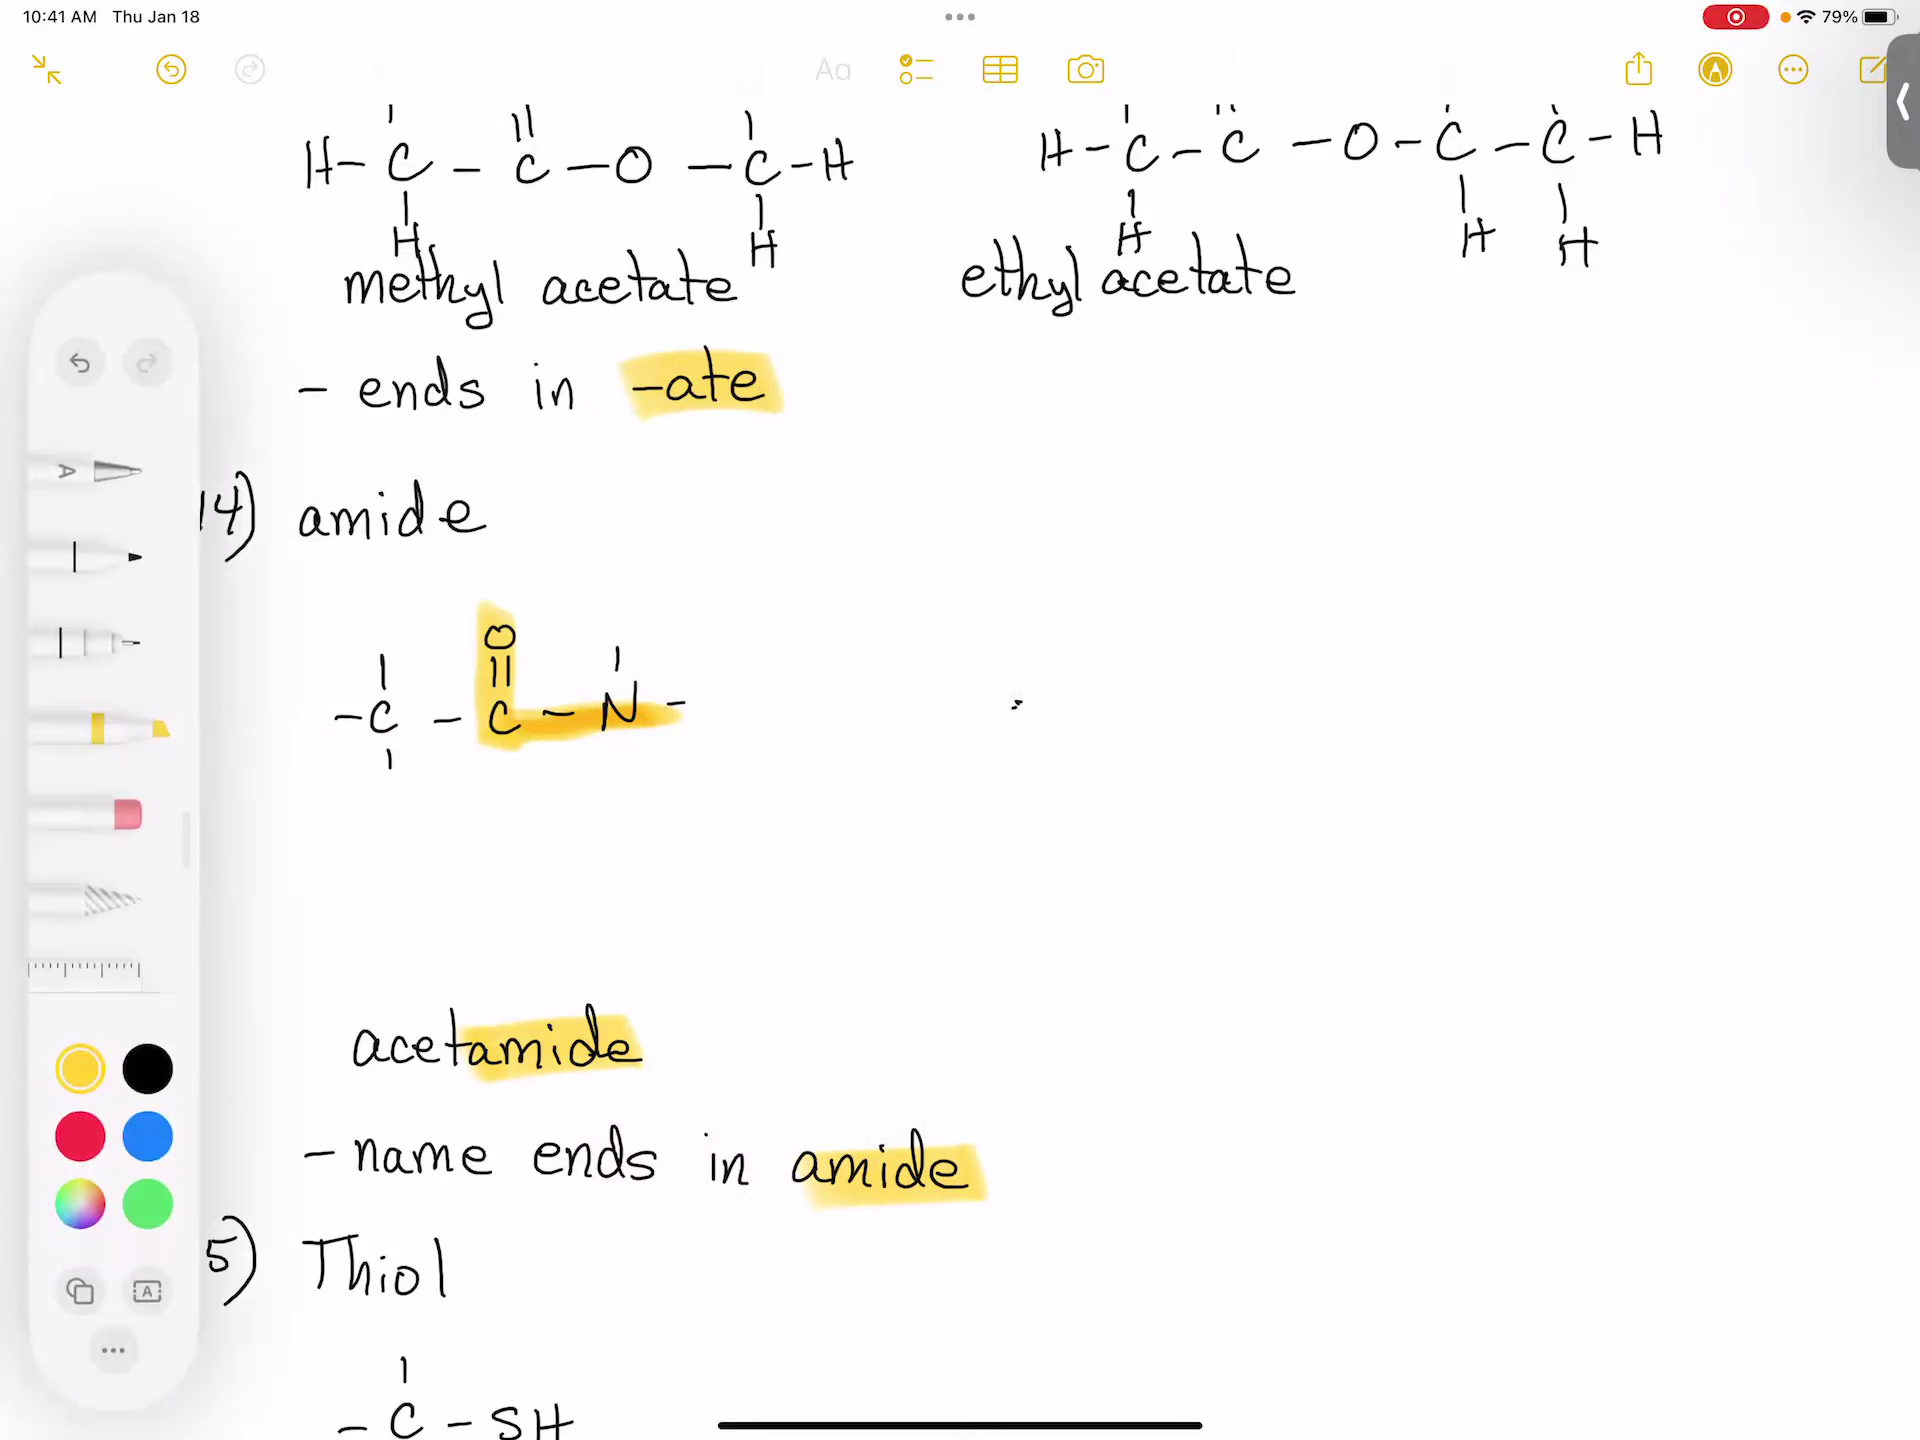 10:41 AM Thu Jan 18
79%
Aa
H-C-C-O-C-H
H-C-C-O-C-C-H
H H
H H H
methyl acetate
ethyl acetate
- ends in -ate
14) amide
O
-C-C-N-
acetamide
- name ends in amide
5) Thiol
-C-SH